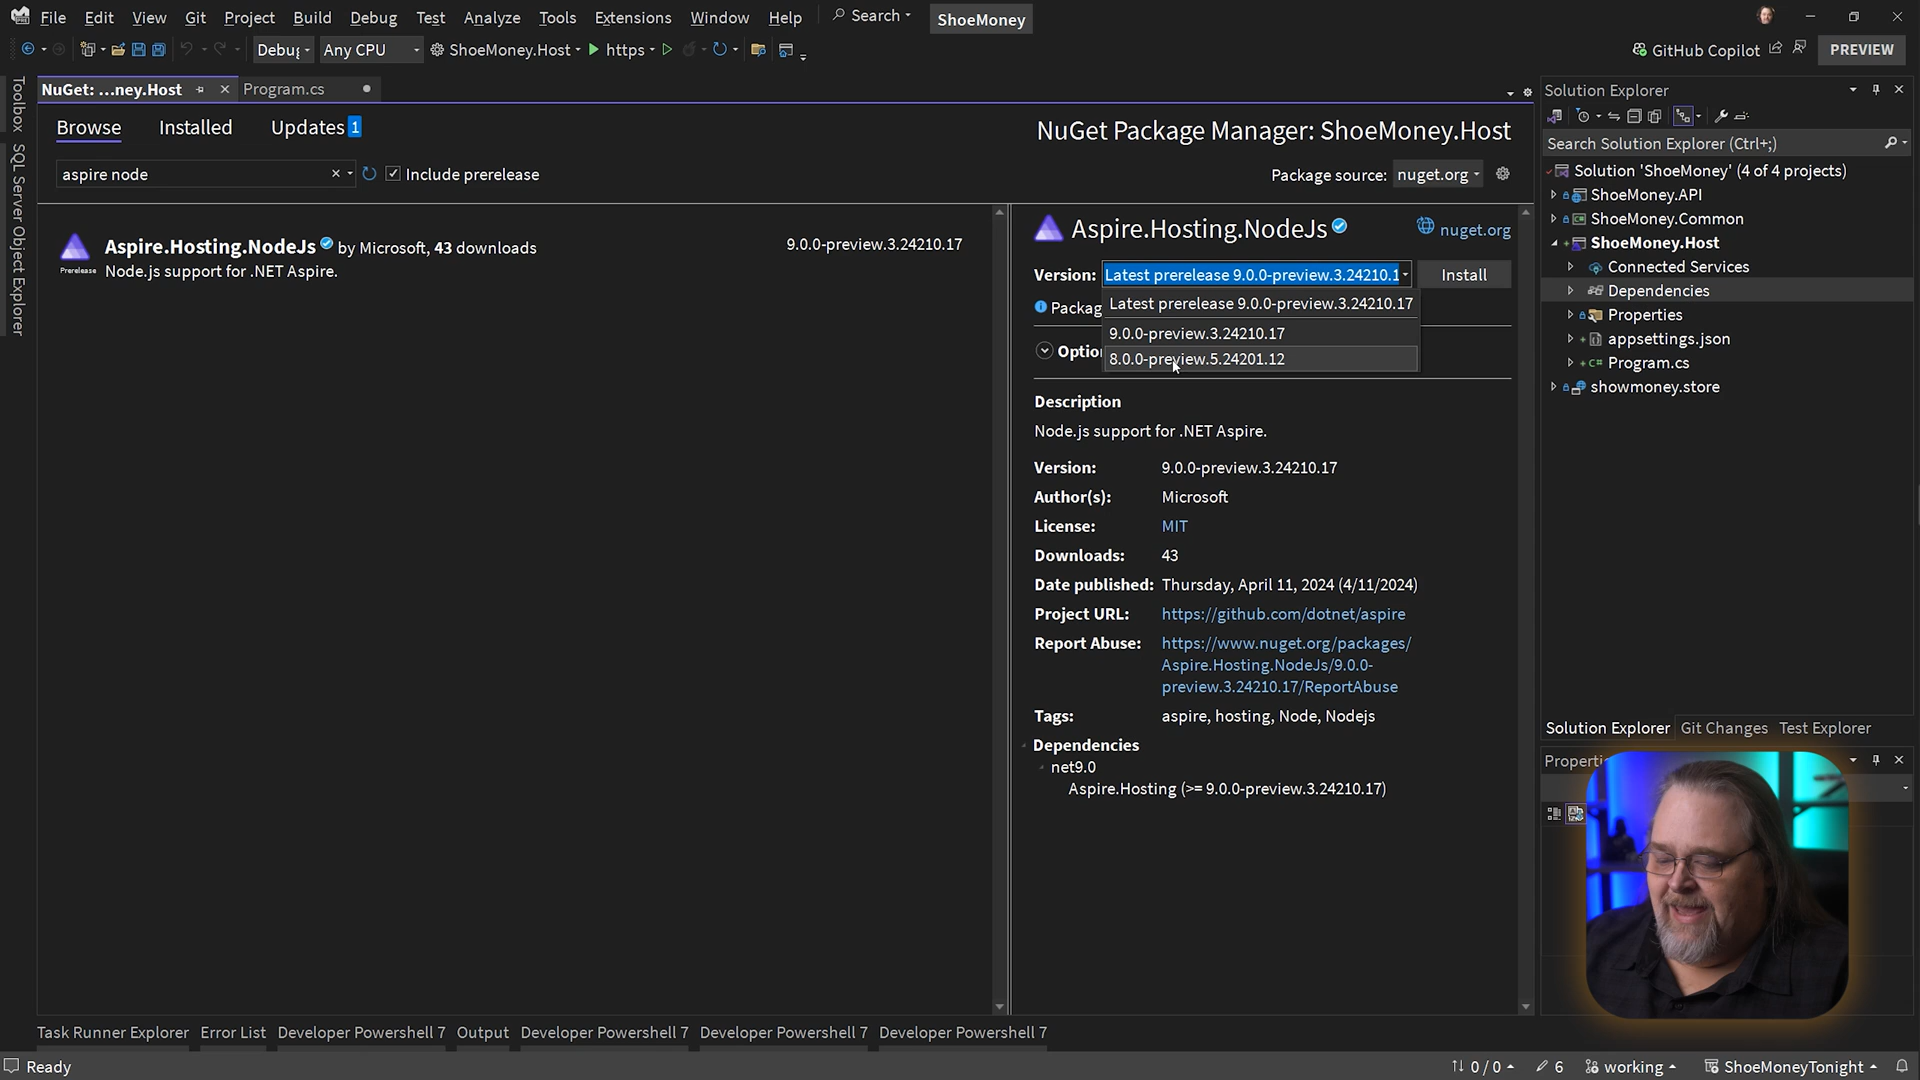 File Edit View Git Project Build Debug Test Analyze Tools Extensions Window Help Search ShoeMoney
Debug Any CPU ShoeMoney.Host https GitHub Copilot PREVIEW
NuGet: ...ney.Host Program.cs
Toolbox
SQL Server Object Explorer
Browse Installed Updates 1
NuGet Package Manager: ShoeMoney.Host
aspire node Include prerelease
Package source: nuget.org
Aspire.Hosting.NodeJs by Microsoft, 43 downloads 9.0.0-preview.3.24210.17
Prerelease Node.js support for .NET Aspire.
Aspire.Hosting.NodeJs nuget.org
Version: Latest prerelease 9.0.0-preview.3.24210.1 Install
Latest prerelease 9.0.0-preview.3.24210.17
Packag
9.0.0-preview.3.24210.17
Optio
8.0.0-preview.5.24201.12
Description
Node.js support for .NET Aspire.
Version: 9.0.0-preview.3.24210.17
Author(s): Microsoft
License: MIT
Downloads: 43
Date published: Thursday, April 11, 2024 (4/11/2024)
Project URL: https://github.com/dotnet/aspire
Report Abuse: https://www.nuget.org/packages/
Aspire.Hosting.NodeJs/9.0.0-
preview.3.24210.17/ReportAbuse
Tags: aspire, hosting, Node, Nodejs
Dependencies
net9.0
Aspire.Hosting (>= 9.0.0-preview.3.24210.17)
Solution Explorer
Search Solution Explorer (Ctrl+;)
Solution 'ShoeMoney' (4 of 4 projects)
ShoeMoney.API
ShoeMoney.Common
ShoeMoney.Host
Connected Services
Dependencies
Properties
appsettings.json
Program.cs
showmoney.store
Solution Explorer Git Changes Test Explorer
Properti
Task Runner Explorer Error List Developer Powershell 7 Output Developer Powershell 7 Developer Powershell 7 Developer Powershell 7
Ready 0 / 0 6 working ShoeMoneyTonight